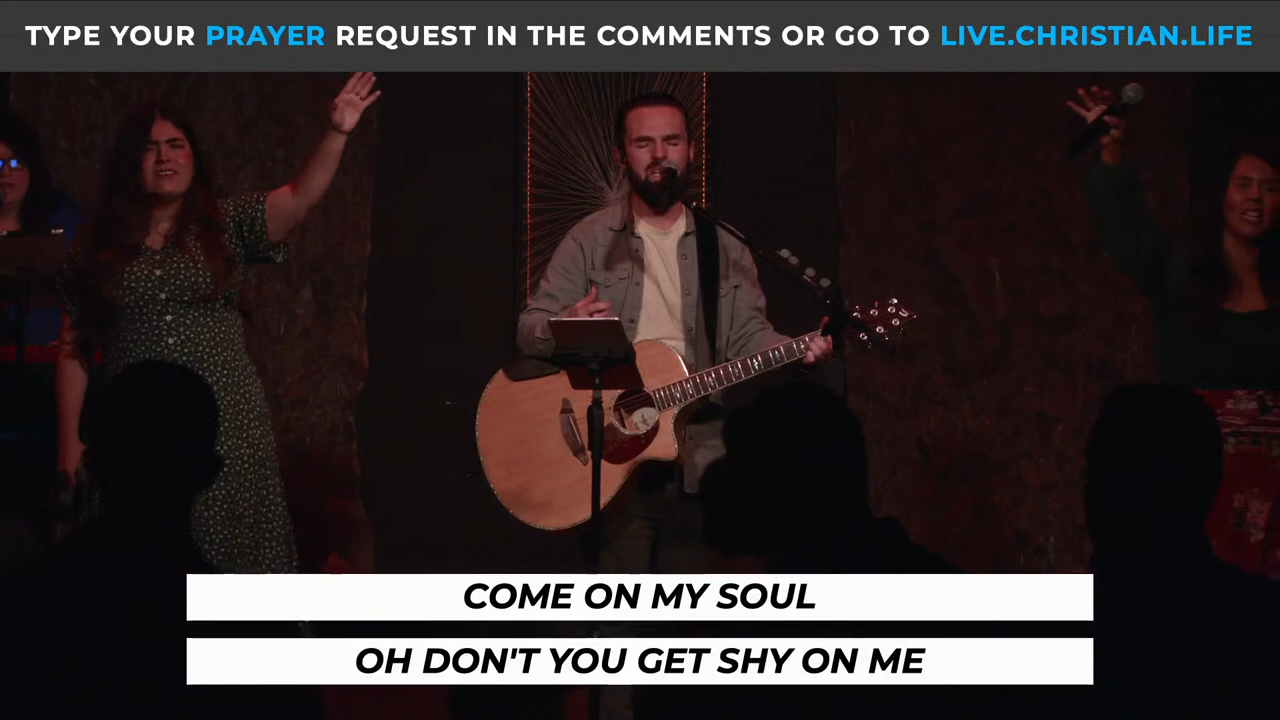 TYPE YOUR PRAYER REQUEST IN THE COMMENTS OR GO TO LIVE.CHRISTIAN.LIFE
COME ON MY SOUL
OH DON'T YOU GET SHY ON ME